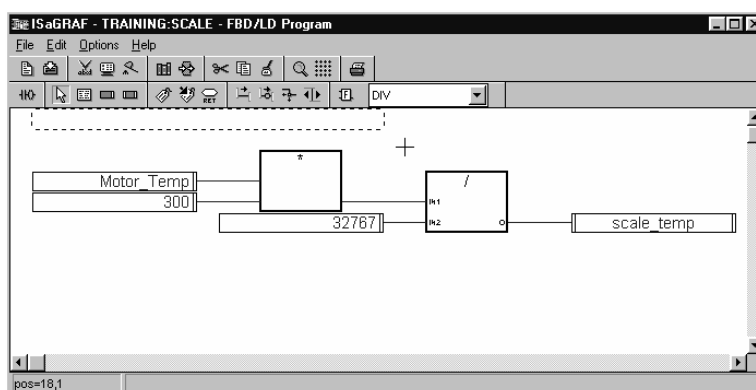 ISaGRAF - TRAINING:SCALE - FBD/LD Program
File Edit Options Help
RET
DIV
*
Motor_Temp
300
/
IN1
32767
IN2
O
scale_temp
pos=18,1